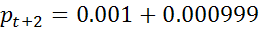 p_{t+2} = 0.001 + 0.000999